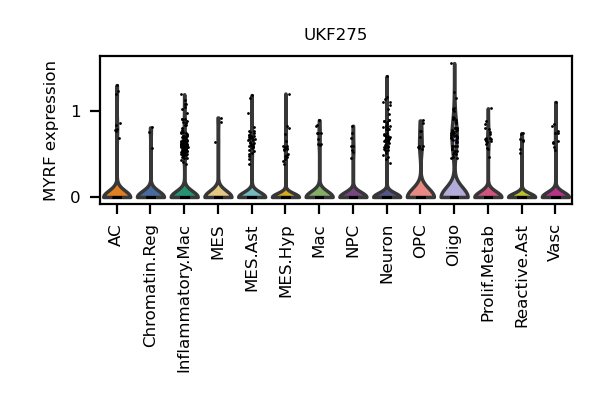 UKF275
MYRF expression
1
0
AC
Chromatin.Reg
Inflammatory.Mac
MES
MES.Ast
MES.Hyp
Mac
NPC
Neuron
OPC
Oligo
Prolif.Metab
Reactive.Ast
Vasc